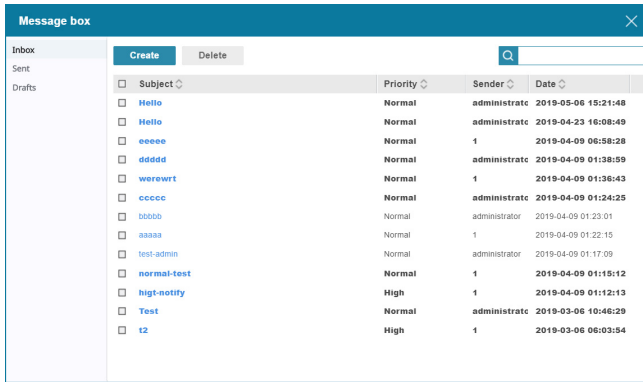 Message box
Inbox
Sent
Drafts
Create Delete
Subject Priority Sender Date
Hello Normal administratc 2019-05-06 15:21:48
Hello Normal administratc 2019-04-23 16:08:49
eeeee Normal 1 2019-04-09 06:58:28
ddddd Normal administratc 2019-04-09 01:38:59
werewrt Normal 1 2019-04-09 01:36:43
ccccc Normal administratc 2019-04-09 01:24:25
bbbbb Normal administrator 2019-04-09 01:23:01
aaaaa Normal 1 2019-04-09 01:22:15
test-admin Normal administrator 2019-04-09 01:17:09
normal-test Normal 1 2019-04-09 01:15:12
higt-notify High 1 2019-04-09 01:12:13
Test Normal administratc 2019-03-06 10:46:29
t2 High 1 2019-03-06 06:03:54